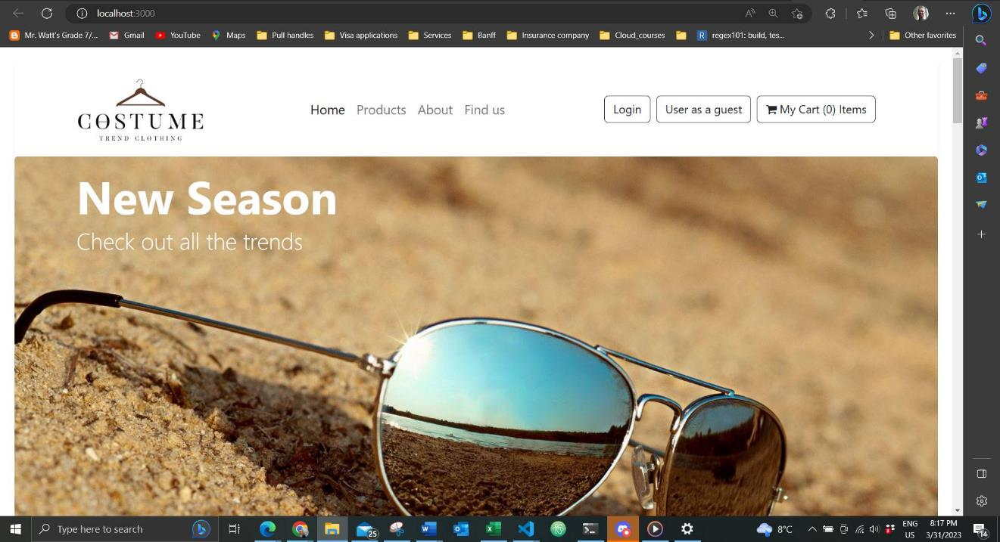 localhost:3000
Mr. Watt's Grade 7/... Gmail YouTube Maps Pull handles Visa applications Services Banff Insurance company Cloud_courses R regex101: build, tes... Other favorites
COSTUME
TREND CLOTHING
Home Products About Find us
Login User as a guest My Cart (0) Items
New Season
Check out all the trends
Type here to search
25
8°C
ENG
US
8:17 PM
3/31/2023
14